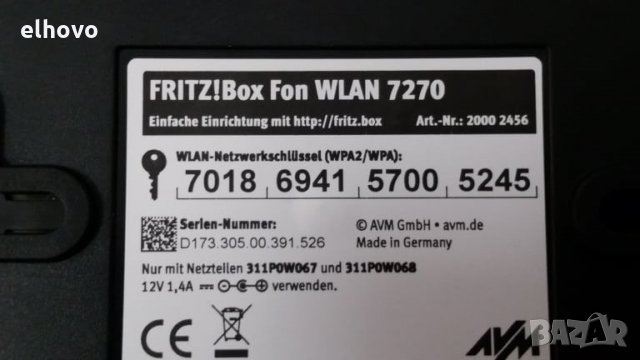 elhovo
FRITZ!Box Fon WLAN 7270
Einfache Einrichtung mit http://fritz.box Art.-Nr.: 2000 2456
WLAN-Netzwerkschlüssel (WPA2/WPA):
7018 6941 5700 5245
Serien-Nummer: © AVM GmbH · avm.de
D173.305.00.391.526 Made in Germany
Nur mit Netzteilen 311P0W067 und 311P0W068
12V 1,4A verwenden.
CE AVM
BAZAR